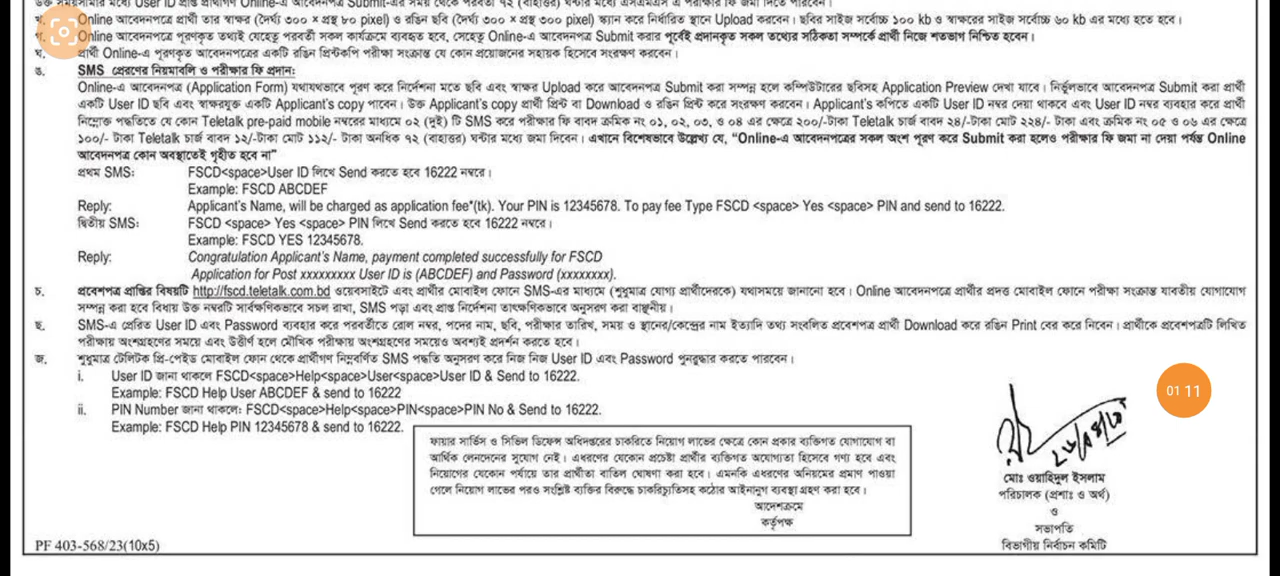 উক্ত সময়সীমার মধ্যে User ID প্রাপ্ত প্রার্থীগণ Online-এ আবেদনপত্র Submit-এর সময় থেকে পরবর্তী ৭২ (বাহাত্তর) ঘন্টার মধ্যে এসএমএস এ পরীক্ষার ফি জমা দিতে পারবেন।
খ. Online আবেদনপত্রে প্রার্থী তার স্বাক্ষর (দৈর্ঘ্য ৩০০ × প্রস্থ ৮০ pixel) ও রঙিন ছবি (দৈর্ঘ্য ৩০০ × প্রস্থ ৩০০ pixel) স্ক্যান করে নির্ধারিত স্থানে Upload করবেন। ছবির সাইজ সর্বোচ্চ ১০০ kb ও স্বাক্ষরের সাইজ সর্বোচ্চ ৬০ kb এর মধ্যে হতে হবে।
গ. Online আবেদনপত্রে পূরণকৃত তথ্যই যেহেতু পরবর্তী সকল কার্যক্রমে ব্যবহৃত হবে, সেহেতু Online-এ আবেদনপত্র Submit করার পূর্বেই প্রদানকৃত সকল তথ্যের সঠিকতা সম্পর্কে প্রার্থী নিজে শতভাগ নিশ্চিত হবেন।
ঘ. প্রার্থী Online-এ পূরণকৃত আবেদনপত্রের একটি রঙিন প্রিন্টকপি পরীক্ষা সংক্রান্ত যে কোন প্রয়োজনের সহায়ক হিসেবে সংরক্ষণ করবেন।
ঙ. SMS প্রেরণের নিয়মাবলি ও পরীক্ষার ফি প্রদান:
Online-এ আবেদনপত্র (Application Form) যথাযথভাবে পূরণ করে নির্দেশনা মতে ছবি এবং স্বাক্ষর Upload করে আবেদনপত্র Submit করা সম্পন্ন হলে কম্পিউটারের ছবিসহ Application Preview দেখা যাবে। নির্ভুলভাবে আবেদনপত্র Submit করা প্রার্থী
একটি User ID ছবি এবং স্বাক্ষরযুক্ত একটি Applicant's copy পাবেন। উক্ত Applicant's copy প্রার্থী প্রিন্ট বা Download ও রঙিন প্রিন্ট করে সংরক্ষণ করবেন। Applicant's কপিতে একটি User ID নম্বর দেয়া থাকবে এবং User ID নম্বর ব্যবহার করে প্রার্থী
নিম্নোক্ত পদ্ধতিতে যে কোন Teletalk pre-paid mobile নম্বরের মাধ্যমে ০২ (দুই) টি SMS করে পরীক্ষার ফি বাবদ ক্রমিক নং ০১, ০২, ০৩, ও ০৪ এর ক্ষেত্রে ২০০/-টাকা Teletalk চার্জ বাবদ ২৪/-টাকা মোট ২২৪/- টাকা এবং ক্রমিক নং ০৫ ও ০৬ এর ক্ষেত্রে
১০০/- টাকা Teletalk চার্জ বাবদ ১২/-টাকা মোট ১১২/- টাকা অনধিক ৭২ (বাহাত্তর) ঘন্টার মধ্যে জমা দিবেন। এখানে বিশেষভাবে উল্লেখ্য যে, “Online-এ আবেদনপত্রের সকল অংশ পূরণ করে Submit করা হলেও পরীক্ষার ফি জমা না দেয়া পর্যন্ত Online
আবেদনপত্র কোন অবস্থাতেই গৃহীত হবে না”
প্রথম SMS: FSCD<space>User ID লিখে Send করতে হবে 16222 নম্বরে।
Example: FSCD ABCDEF
Reply: Applicant's Name, will be charged as application fee*(tk). Your PIN is 12345678. To pay fee Type FSCD <space> Yes <space> PIN and send to 16222.
দ্বিতীয় SMS: FSCD <space> Yes <space> PIN লিখে Send করতে হবে 16222 নম্বরে।
Example: FSCD YES 12345678.
Reply: Congratulation Applicant's Name, payment completed successfully for FSCD
Application for Post xxxxxxxxx User ID is (ABCDEF) and Password (xxxxxxxx).
চ. প্রবেশপত্র প্রাপ্তির বিষয়টি http://fscd.teletalk.com.bd ওয়েবসাইটে এবং প্রার্থীর মোবাইল ফোনে SMS-এর মাধ্যমে (শুধুমাত্র যোগ্য প্রার্থীদেরকে) যথাসময়ে জানানো হবে। Online আবেদনপত্রে প্রার্থীর প্রদত্ত মোবাইল ফোনে পরীক্ষা সংক্রান্ত যাবতীয় যোগাযোগ
সম্পন্ন করা হবে বিধায় উক্ত নম্বরটি সার্বক্ষণিকভাবে সচল রাখা, SMS পড়া এবং প্রাপ্ত নির্দেশনা তাৎক্ষণিকভাবে অনুসরণ করা বাঞ্ছনীয়।
ছ. SMS-এ প্রেরিত User ID এবং Password ব্যবহার করে পরবর্তীতে রোল নম্বর, পদের নাম, ছবি, পরীক্ষার তারিখ, সময় ও স্থানের/কেন্দ্রের নাম ইত্যাদি তথ্য সংবলিত প্রবেশপত্র প্রার্থী Download করে রঙিন Print বের করে নিবেন। প্রার্থীকে প্রবেশপত্রটি লিখিত
পরীক্ষায় অংশগ্রহণের সময়ে এবং উত্তীর্ণ হলে মৌখিক পরীক্ষায় অংশগ্রহণের সময়েও অবশ্যই প্রদর্শন করতে হবে।
জ. শুধুমাত্র টেলিটক প্রি-পেইড মোবাইল ফোন থেকে প্রার্থীগণ নিম্নবর্ণিত SMS পদ্ধতি অনুসরণ করে নিজ নিজ User ID এবং Password পুনরুদ্ধার করতে পারবেন।
i. User ID জানা থাকলে FSCD<space>Help<space>User<space>User ID & Send to 16222.
Example: FSCD Help User ABCDEF & send to 16222
ii. PIN Number জানা থাকলে: FSCD<space>Help<space>PIN<space>PIN No & Send to 16222.
Example: FSCD Help PIN 12345678 & send to 16222.
ফায়ার সার্ভিস ও সিভিল ডিফেন্স অধিদপ্তরের চাকরিতে নিয়োগ লাভের ক্ষেত্রে কোন প্রকার ব্যক্তিগত যোগাযোগ বা
আর্থিক লেনদেনের সুযোগ নেই। এধরণের যেকোন প্রচেষ্টা প্রার্থীর ব্যক্তিগত অযোগ্যতা হিসেবে গণ্য হবে এবং
নিয়োগের যেকোন পর্যায়ে তার প্রার্থীতা বাতিল ঘোষণা করা হবে। এমনকি এধরণের অনিয়মের প্রমাণ পাওয়া
গেলে নিয়োগ লাভের পরও সংশ্লিষ্ট ব্যক্তির বিরুদ্ধে চাকরিচ্যুতিসহ কঠোর আইনানুগ ব্যবস্থা গ্রহণ করা হবে।
আদেশক্রমে
কর্তৃপক্ষ
01 11
মোঃ ওয়াহিদুল ইসলাম
পরিচালক (প্রশাঃ ও অর্থ)
ও
সভাপতি
বিভাগীয় নির্বাচন কমিটি
PF 403-568/23(10x5)